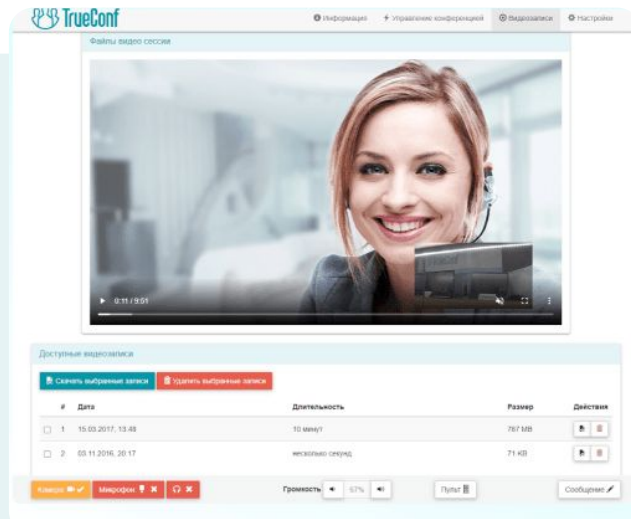 TrueConf
Информация Управление конференцией Видеозаписи Настройки
Файлы видео сессии
0:11 / 9:51
Доступные видеозаписи
Скачать выбранные записи Удалить выбранные записи
# Дата Длительность Размер Действия
1 15.03.2017, 13:48 10 минут 767 MB
2 03.11.2016, 20:17 несколько секунд 71 KB
Камера Микрофон Громкость 67% Пульт Сообщение